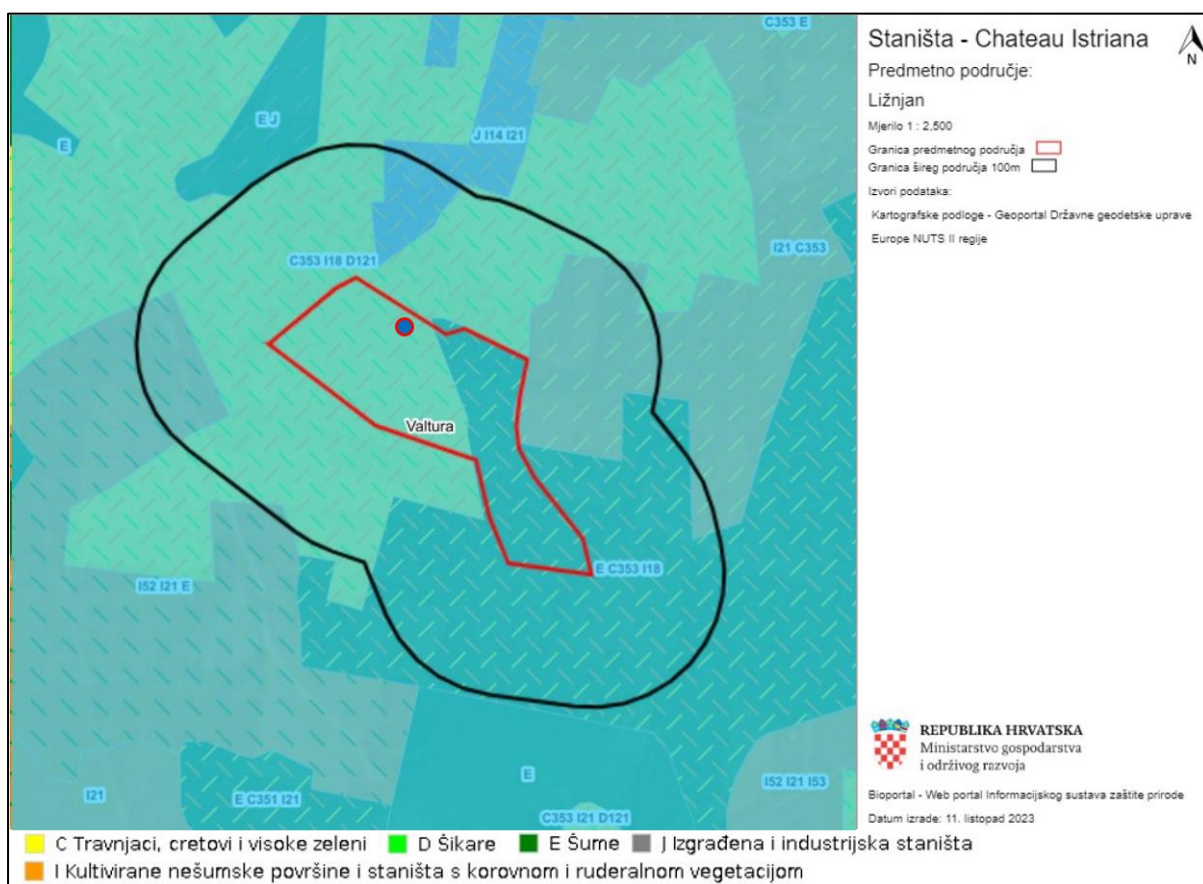 C353 E
E J
E
J I14 I21
I21 C353
C353 I18 D121
Valtura
E C353 I18
I52 I21 E
E
I21
E C351 I21
C353 I21 D121
I52 I21 I53
Staništa - Chateau Istriana
N
Predmetno područje:
Ližnjan
Mjerilo 1 : 2.500
Granica predmetnog područja
Granica šireg područja 100m
Izvori podataka:
Kartografske podloge - Geoportal Državne geodetske uprave
Europe NUTS II regije
REPUBLIKA HRVATSKA
Ministarstvo gospodarstva
i održivog razvoja
Bioportal - Web portal Informacijskog sustava zaštite prirode
Datum izrade: 11. listopad 2023
C Travnjaci, cretovi i visoke zeleni D Šikare E Šume J Izgrađena i industrijska staništa
I Kultivirane nešumske površine i staništa s korovnom i ruderalnom vegetacijom